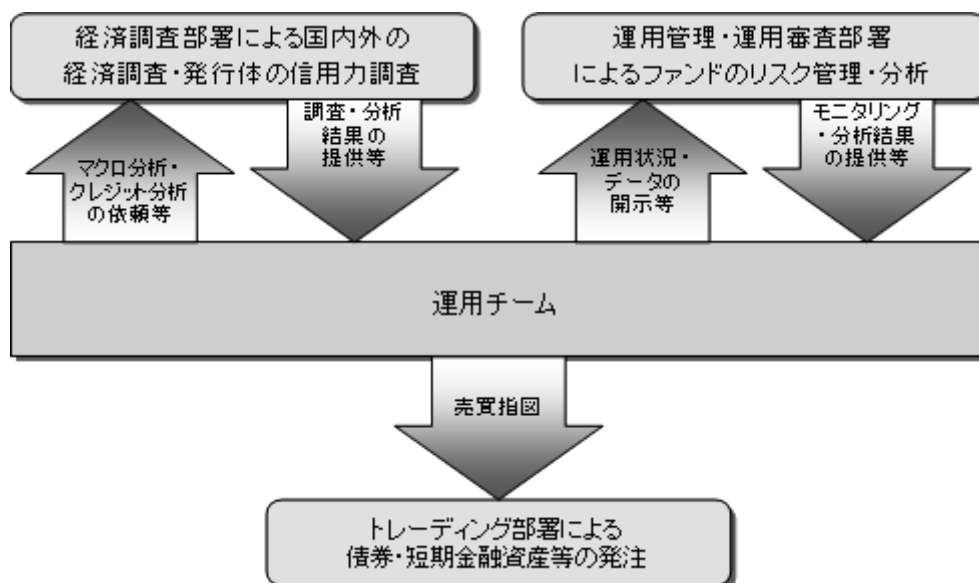 経済調査部署による国内外の
経済調査・発行体の信用力調査
運用管理・運用審査部署
によるファンドのリスク管理・分析
マクロ分析・
クレジット分析
の依頼等
調査・分析
結果の
提供等
運用状況・
データの
開示等
モニタリング
・分析結果
の提供等
運用チーム
売買指図
トレーディング部署による
債券・短期金融資産等の発注